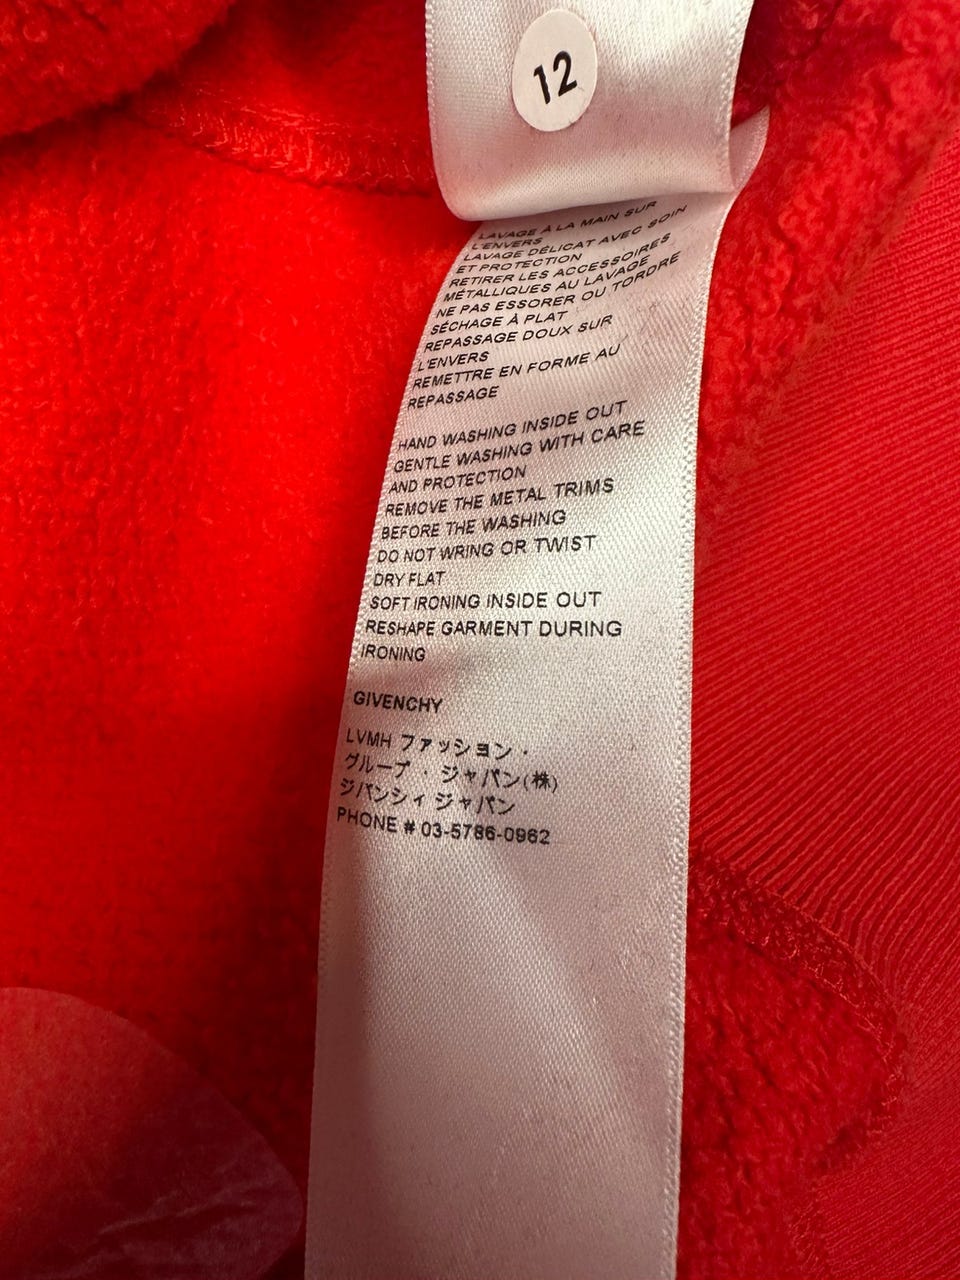 12
LAVAGE À LA MAIN SUR
L'ENVERS
LAVAGE DÉLICAT AVEC SOIN
ET PROTECTION
RETIRER LES ACCESSOIRES
MÉTALLIQUES AU LAVAGE
NE PAS ESSORER OU TORDRE
SÉCHAGE À PLAT
REPASSAGE DOUX SUR
L'ENVERS
REMETTRE EN FORME AU
REPASSAGE
HAND WASHING INSIDE OUT
GENTLE WASHING WITH CARE
AND PROTECTION
REMOVE THE METAL TRIMS
BEFORE THE WASHING
DO NOT WRING OR TWIST
DRY FLAT
SOFT IRONING INSIDE OUT
RESHAPE GARMENT DURING
IRONING
GIVENCHY
LVMH ファッション・
グループ・ジャパン(株)
ジバンシィ ジャパン
PHONE # 03-5786-0962